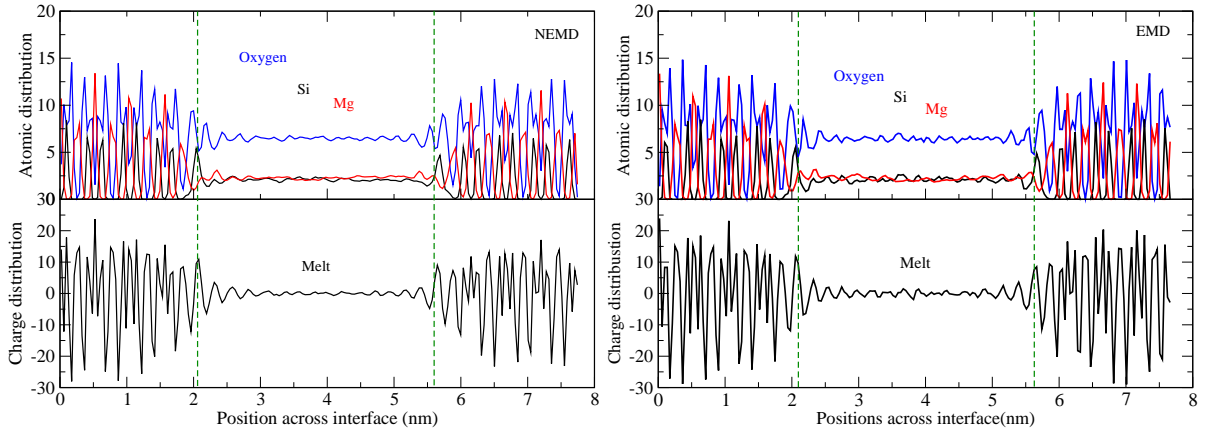 20
15
10
5
0
30
20
10
0
-10
-20
-30
0
1
2
3
4
5
6
7
8
Atomic distribution
Charge distribution
Position across interface (nm)
NEMD
Oxygen
Si
Mg
Melt
20
15
10
5
30
20
10
0
-10
-20
-30
0
1
2
3
4
5
6
7
8
Atomic distribution
Charge distribustion
Positions across interface(nm)
EMD
Oxygen
Si
Mg
Melt